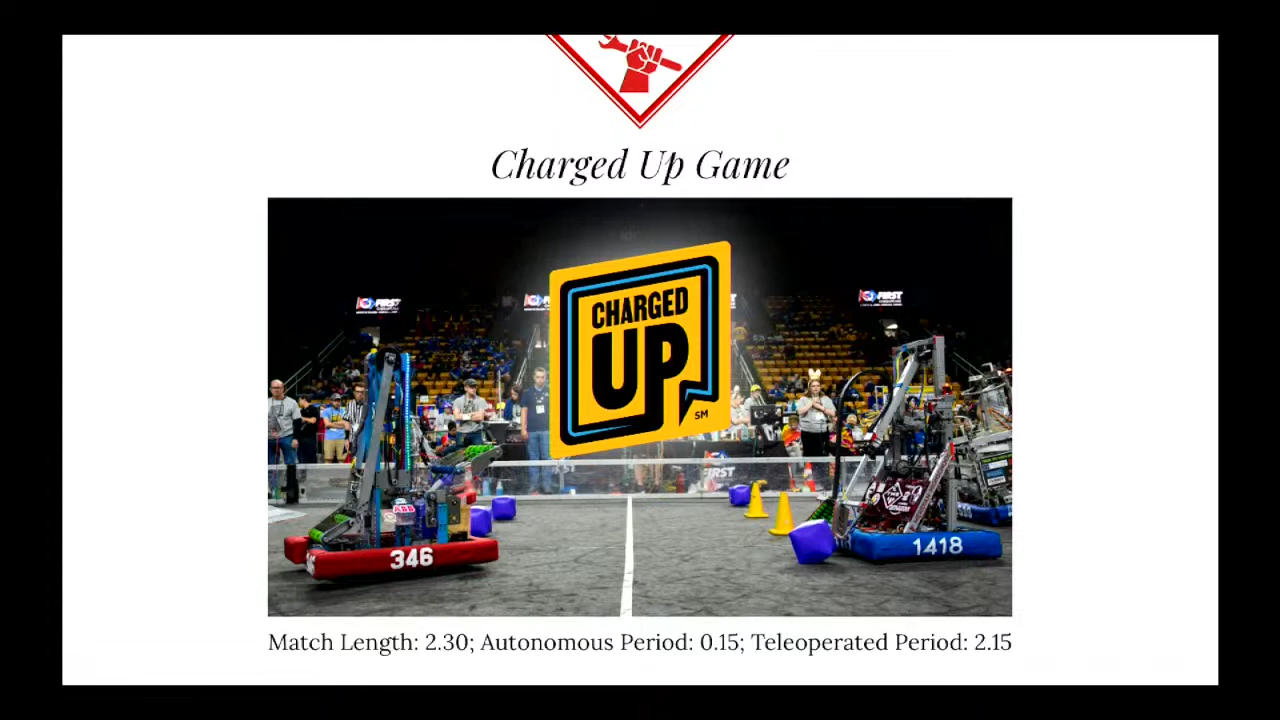 Charged Up Game
FIRST
FIRST
CHARGED
UP
SM
FIRST
ABB
346
1418
Match Length: 2.30; Autonomous Period: 0.15; Teleoperated Period: 2.15